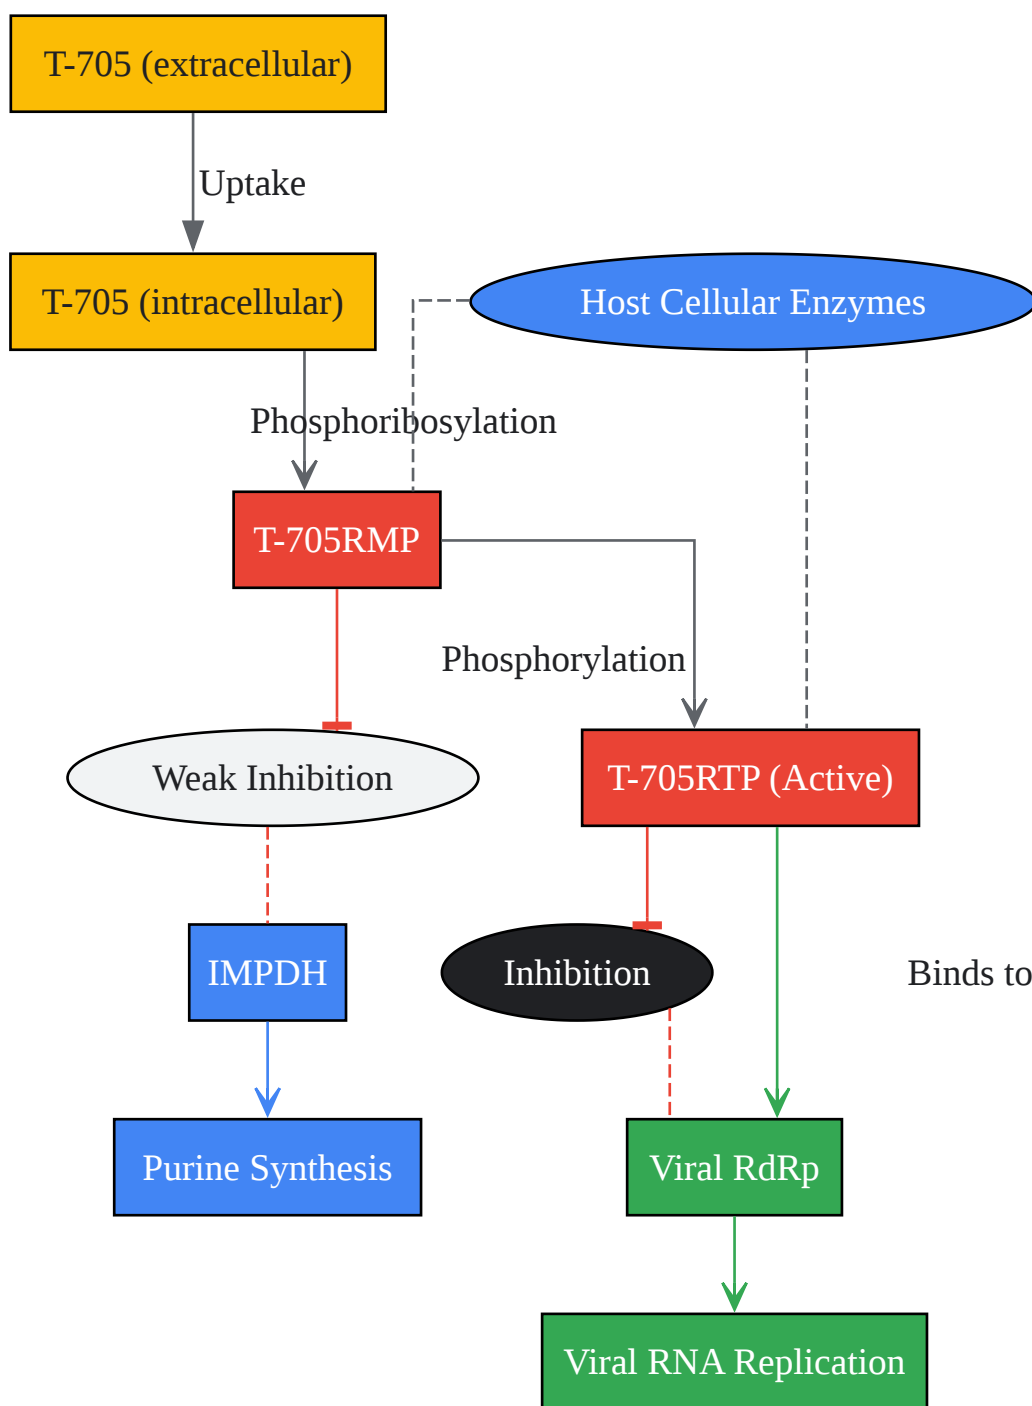 T-705 (extracellular)
Uptake
T-705 (intracellular)
Host Cellular Enzymes
Phosphoribosylation
T-705RMP
Phosphorylation
Weak Inhibition
T-705RTP (Active)
IMPDH
Inhibition
Binds to
Purine Synthesis
Viral RdRp
Viral RNA Replication